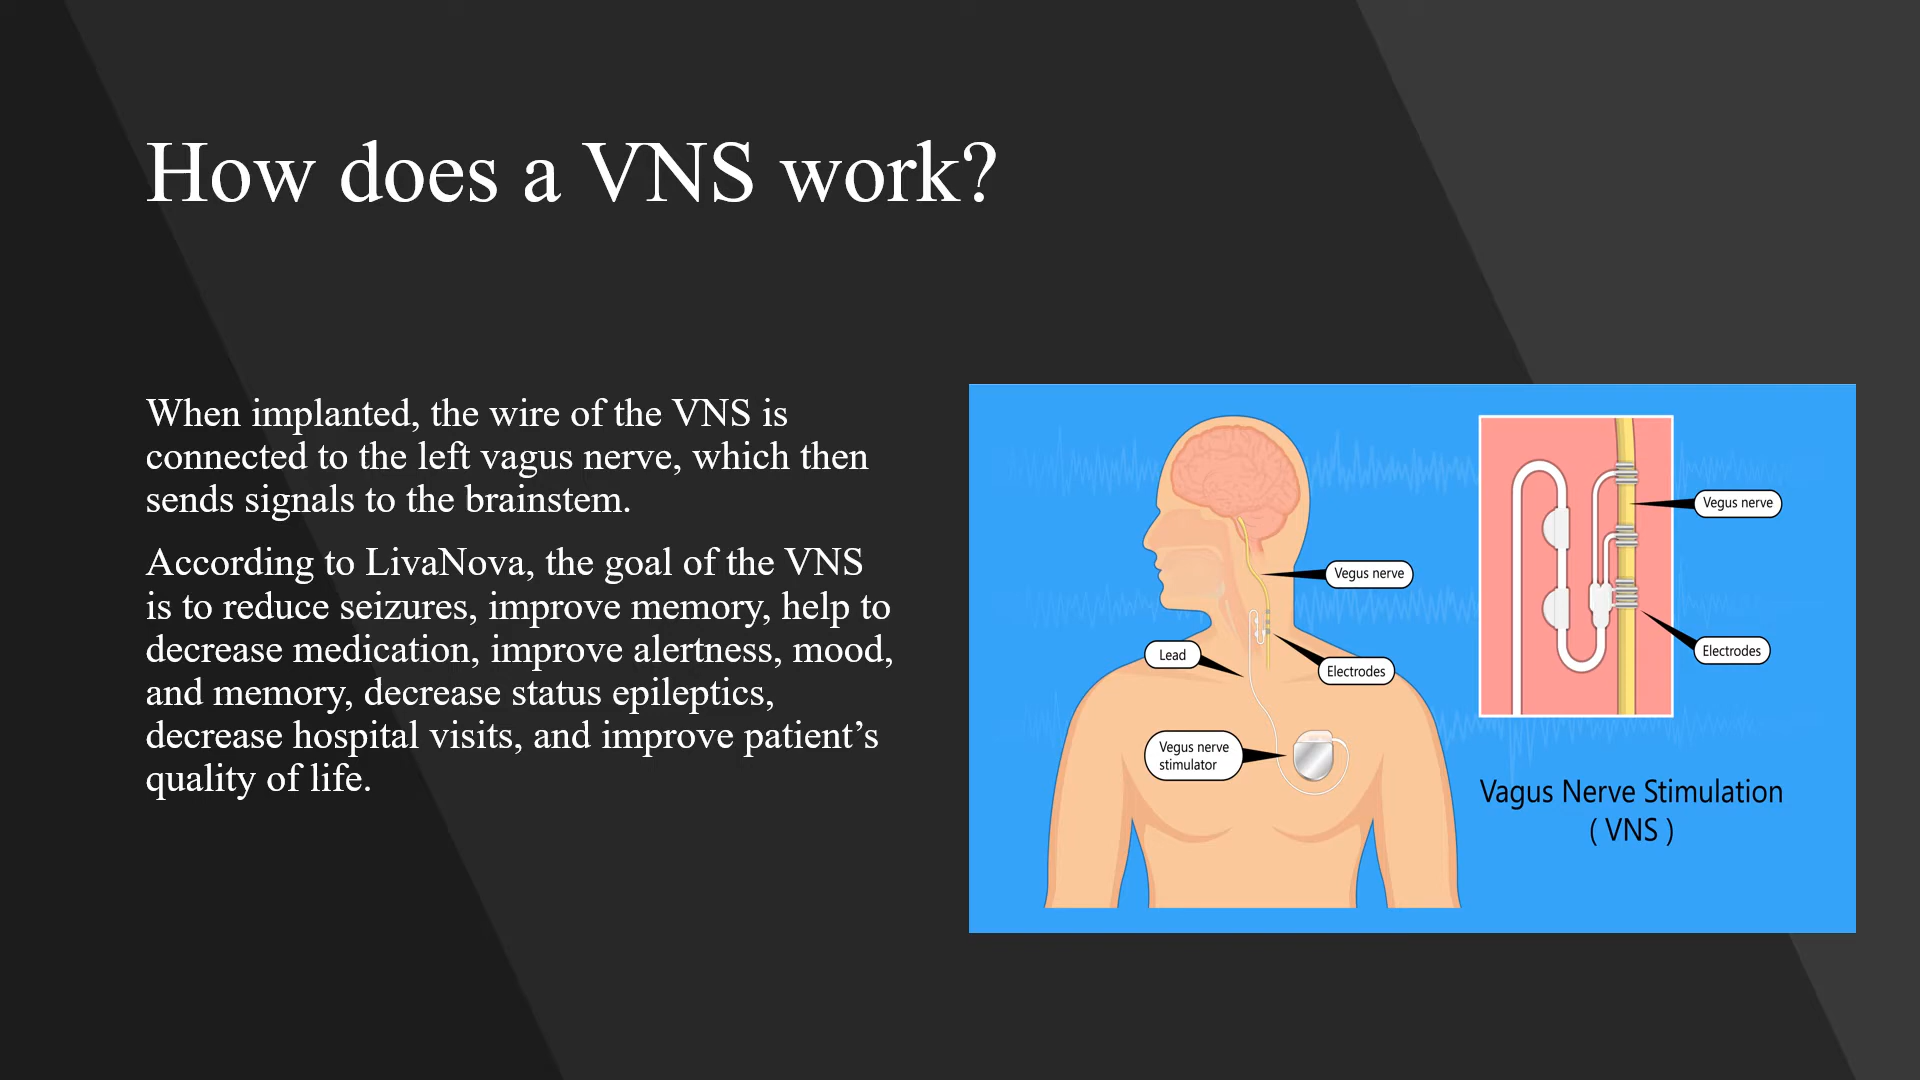 How does a VNS work?
When implanted, the wire of the VNS is
connected to the left vagus nerve, which then
sends signals to the brainstem.
According to LivaNova, the goal of the VNS
is to reduce seizures, improve memory, help to
decrease medication, improve alertness, mood,
and memory, decrease status epileptics,
decrease hospital visits, and improve patient’s
quality of life.
Vegus nerve
Lead
Electrodes
Vegus nerve
stimulator
Vegus nerve
Electrodes
Vagus Nerve Stimulation
( VNS )